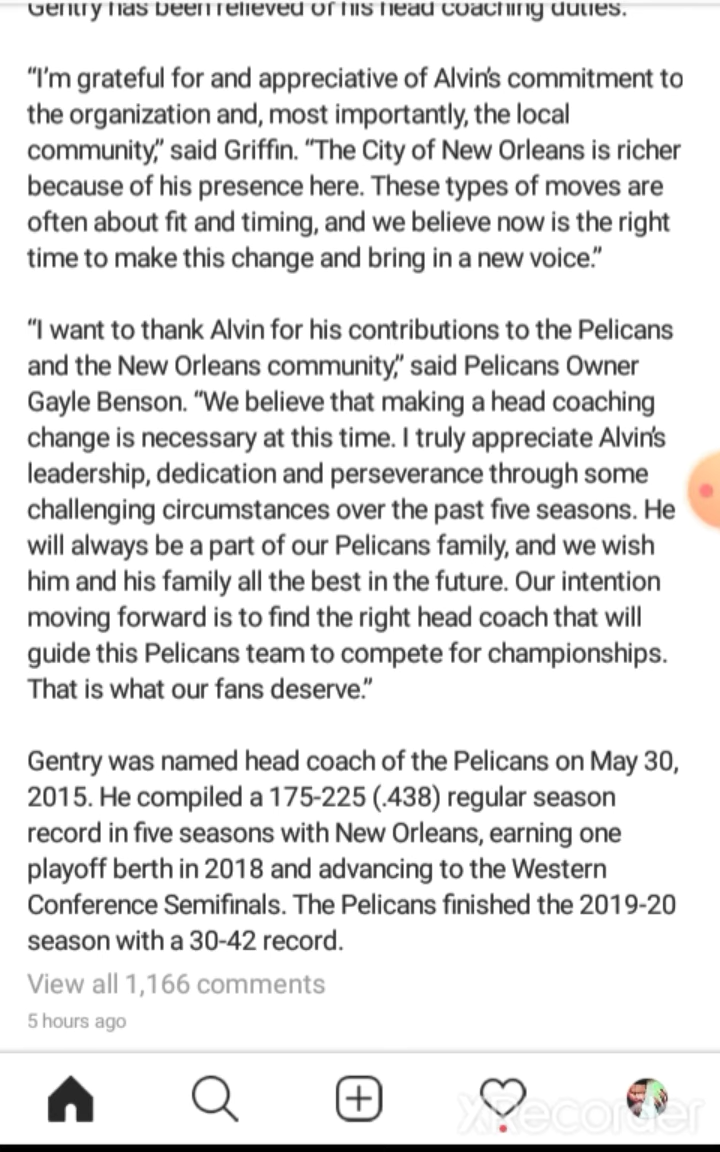 Gentry has been relieved of his head coaching duties.
“I’m grateful for and appreciative of Alvin’s commitment to
the organization and, most importantly, the local
community,” said Griffin. “The City of New Orleans is richer
because of his presence here. These types of moves are
often about fit and timing, and we believe now is the right
time to make this change and bring in a new voice.”
“I want to thank Alvin for his contributions to the Pelicans
and the New Orleans community,” said Pelicans Owner
Gayle Benson. “We believe that making a head coaching
change is necessary at this time. I truly appreciate Alvin’s
leadership, dedication and perseverance through some
challenging circumstances over the past five seasons. He
will always be a part of our Pelicans family, and we wish
him and his family all the best in the future. Our intention
moving forward is to find the right head coach that will
guide this Pelicans team to compete for championships.
That is what our fans deserve.”
Gentry was named head coach of the Pelicans on May 30,
2015. He compiled a 175-225 (.438) regular season
record in five seasons with New Orleans, earning one
playoff berth in 2018 and advancing to the Western
Conference Semifinals. The Pelicans finished the 2019-20
season with a 30-42 record.
View all 1,166 comments
5 hours ago
XRecorder